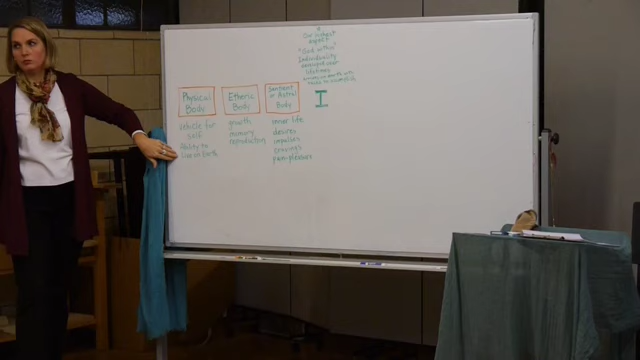 Our highest
aspect
"God within"
Individuality
developed over
lifetimes
Physical
Body
vehicle for
self
Ability to
live on Earth
Etheric
Body
growth
memory
reproduction
Sentient
or Astral
Body
inner life
desires
impulses
cravings
pain-pleasure
I